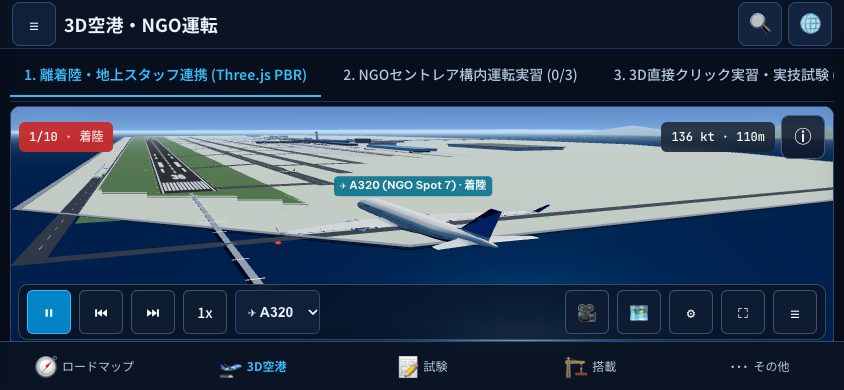 3D空港・NGO運転
1. 離着陸・地上スタッフ連携 (Three.js PBR)
2. NGOセントレア構内運転実習 (0/3)
3. 3D直接クリック実習・実技試験 (
1/10 · 着陸
136 kt · 110m
A320 (NGO Spot 7) · 着陸
36
1x
A320
ロードマップ
3D空港
試験
搭載
その他